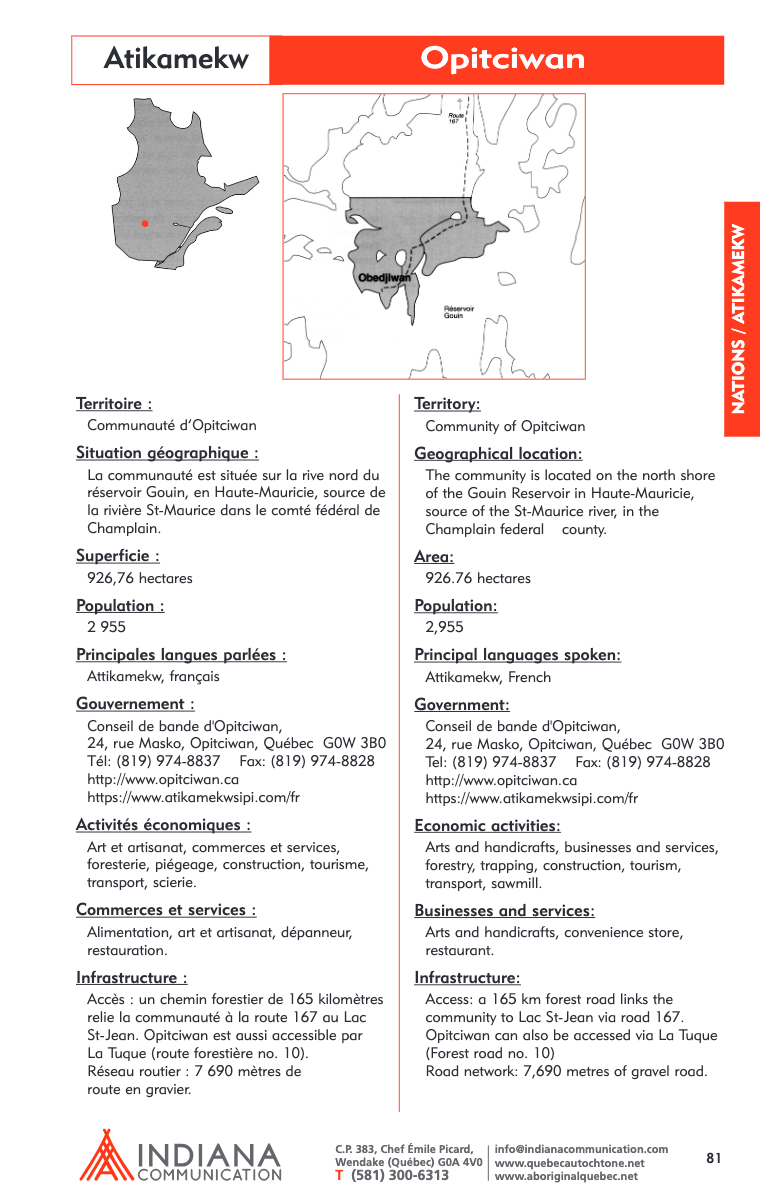 Atikamekw
Opitciwan
Route
167
Obedjiwan
Réservoir
Gouin
NATIONS / ATIKAMEKW
Territoire :
Communauté d’Opitciwan
Situation géographique :
La communauté est située sur la rive nord du
réservoir Gouin, en Haute-Mauricie, source de
la rivière St-Maurice dans le comté fédéral de
Champlain.
Superficie :
926,76 hectares
Population :
2 955
Principales langues parlées :
Attikamekw, français
Gouvernement :
Conseil de bande d'Opitciwan,
24, rue Masko, Opitciwan, Québec  G0W 3B0
Tél: (819) 974-8837    Fax: (819) 974-8828
http://www.opitciwan.ca
https://www.atikamekwsipi.com/fr
Activités économiques :
Art et artisanat, commerces et services,
foresterie, piégeage, construction, tourisme,
transport, scierie.
Commerces et services :
Alimentation, art et artisanat, dépanneur,
restauration.
Infrastructure :
Accès : un chemin forestier de 165 kilomètres
relie la communauté à la route 167 au Lac
St-Jean. Opitciwan est aussi accessible par
La Tuque (route forestière no. 10).
Réseau routier : 7 690 mètres de
route en gravier.
Territory:
Community of Opitciwan
Geographical location:
The community is located on the north shore
of the Gouin Reservoir in Haute-Mauricie,
source of the St-Maurice river, in the
Champlain federal    county.
Area:
926.76 hectares
Population:
2,955
Principal languages spoken:
Attikamekw, French
Government:
Conseil de bande d'Opitciwan,
24, rue Masko, Opitciwan, Québec  G0W 3B0
Tel: (819) 974-8837    Fax: (819) 974-8828
http://www.opitciwan.ca
https://www.atikamekwsipi.com/fr
Economic activities:
Arts and handicrafts, businesses and services,
forestry, trapping, construction, tourism,
transport, sawmill.
Businesses and services:
Arts and handicrafts, convenience store,
restaurant.
Infrastructure:
Access: a 165 km forest road links the
community to Lac St-Jean via road 167.
Opitciwan can also be accessed via La Tuque
(Forest road no. 10)
Road network: 7,690 metres of gravel road.
INDIANA
COMMUNICATION
C.P. 383, Chef Émile Picard,
Wendake (Québec) G0A 4V0
T (581) 300-6313
info@indianacommunication.com
www.quebecautochtone.net
www.aboriginalquebec.net
81